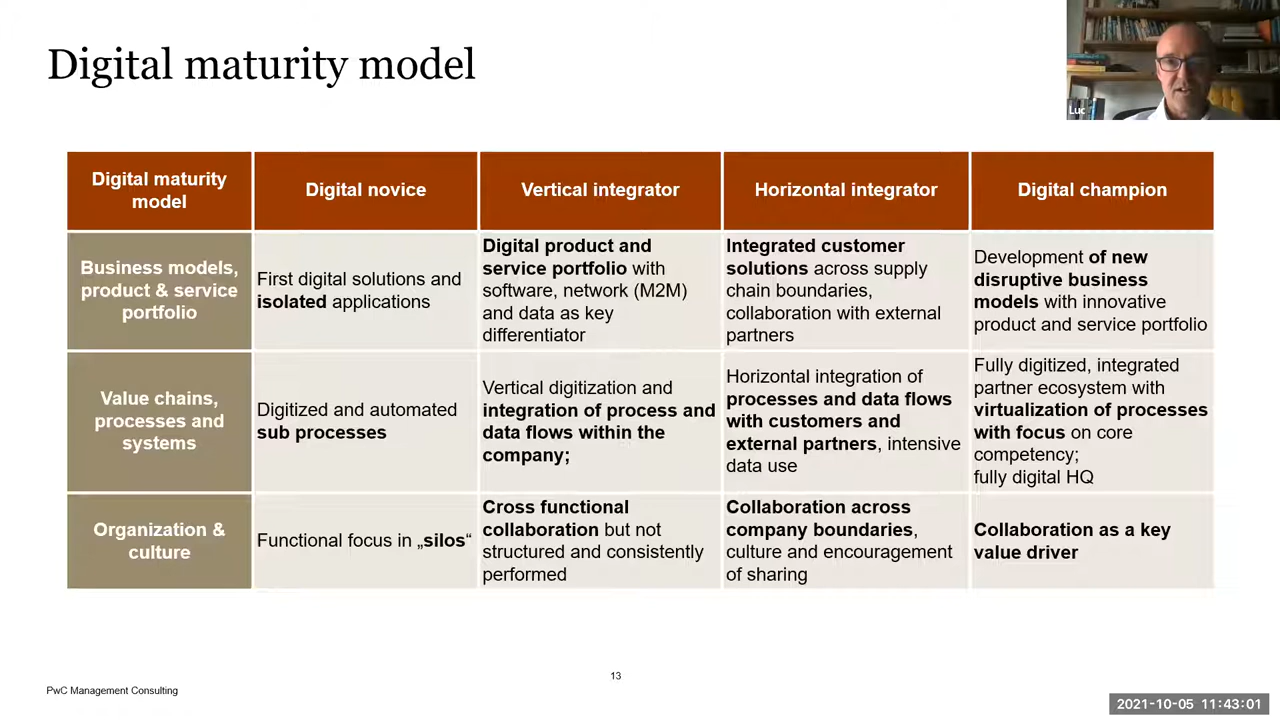 Digital maturity model
Luc
Digital maturity
model
Digital novice
Vertical integrator
Horizontal integrator
Digital champion
Business models,
product & service
portfolio
First digital solutions and
isolated applications
Digital product and
service portfolio with
software, network (M2M)
and data as key
differentiator
Integrated customer
solutions across supply
chain boundaries,
collaboration with external
partners
Development of new
disruptive business
models with innovative
product and service portfolio
Value chains,
processes and
systems
Digitized and automated
sub processes
Vertical digitization and
integration of process and
data flows within the
company;
Horizontal integration of
processes and data flows
with customers and
external partners, intensive
data use
Fully digitized, integrated
partner ecosystem with
virtualization of processes
with focus on core
competency;
fully digital HQ
Organization &
culture
Functional focus in „silos“
Cross functional
collaboration but not
structured and consistently
performed
Collaboration across
company boundaries,
culture and encouragement
of sharing
Collaboration as a key
value driver
13
PwC Management Consulting
2021-10-05 11:43:01